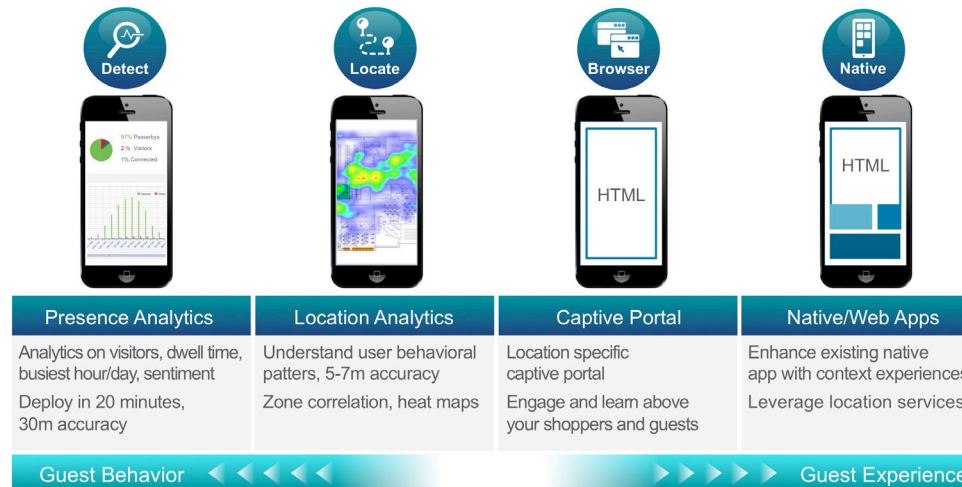 Detect
Locate
Browser
Native
97% Passerbys
2 % Visitors
1% Connected
HTML
HTML
Presence Analytics
Location Analytics
Captive Portal
Native/Web Apps
Analytics on visitors, dwell time,
busiest hour/day, sentiment
Deploy in 20 minutes,
30m accuracy
Understand user behavioral
patters, 5-7m accuracy
Zone correlation, heat maps
Location specific
captive portal
Engage and learn above
your shoppers and guests
Enhance existing native
app with context experiences
Leverage location services
Guest Behavior
Guest Experience